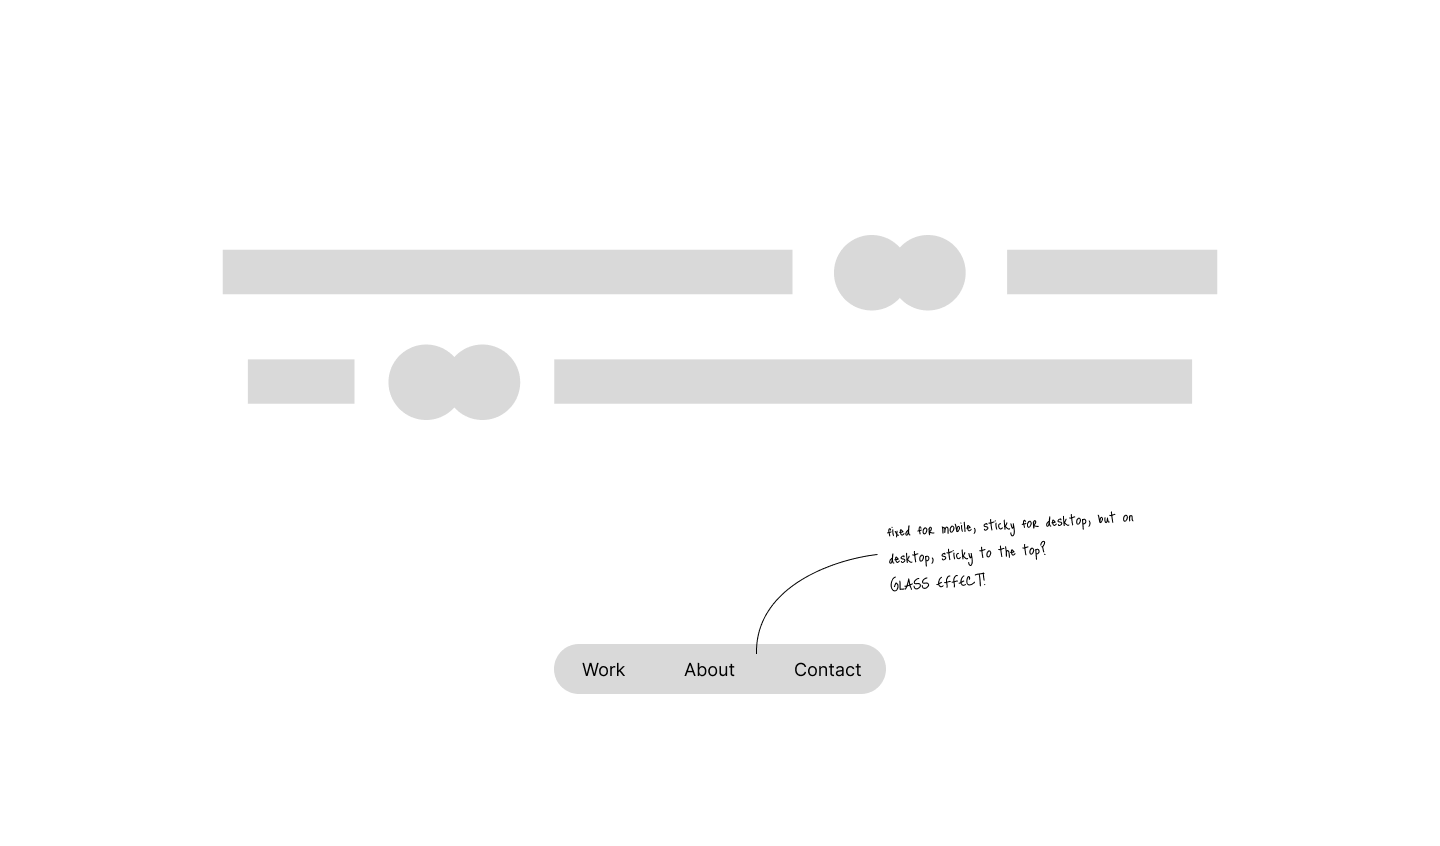 fixed for mobile, sticky for desktop, but on
desktop, sticky to the top?
GLASS EFFECT!
Work About Contact